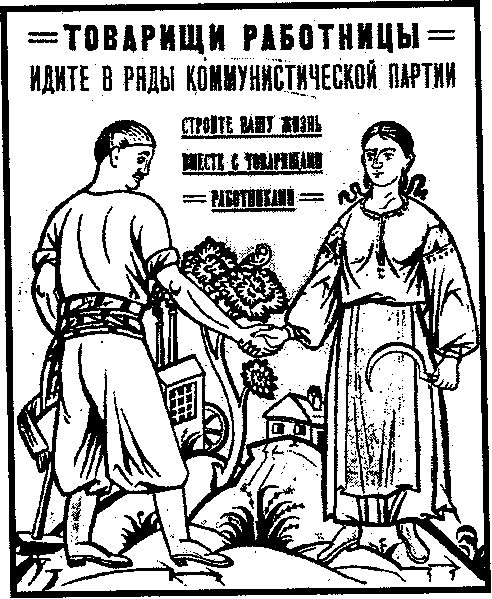 ТОВАРИЩИ РАБОТНИЦЫ
ИДИТЕ В РЯДЫ КОММУНИСТИЧЕСКОЙ ПАРТИИ
СТРОЙТЕ ВАШУ ЖИЗНЬ
ВМЕСТЕ С ТОВАРИЩАМИ
РАБОТНИКАМИ